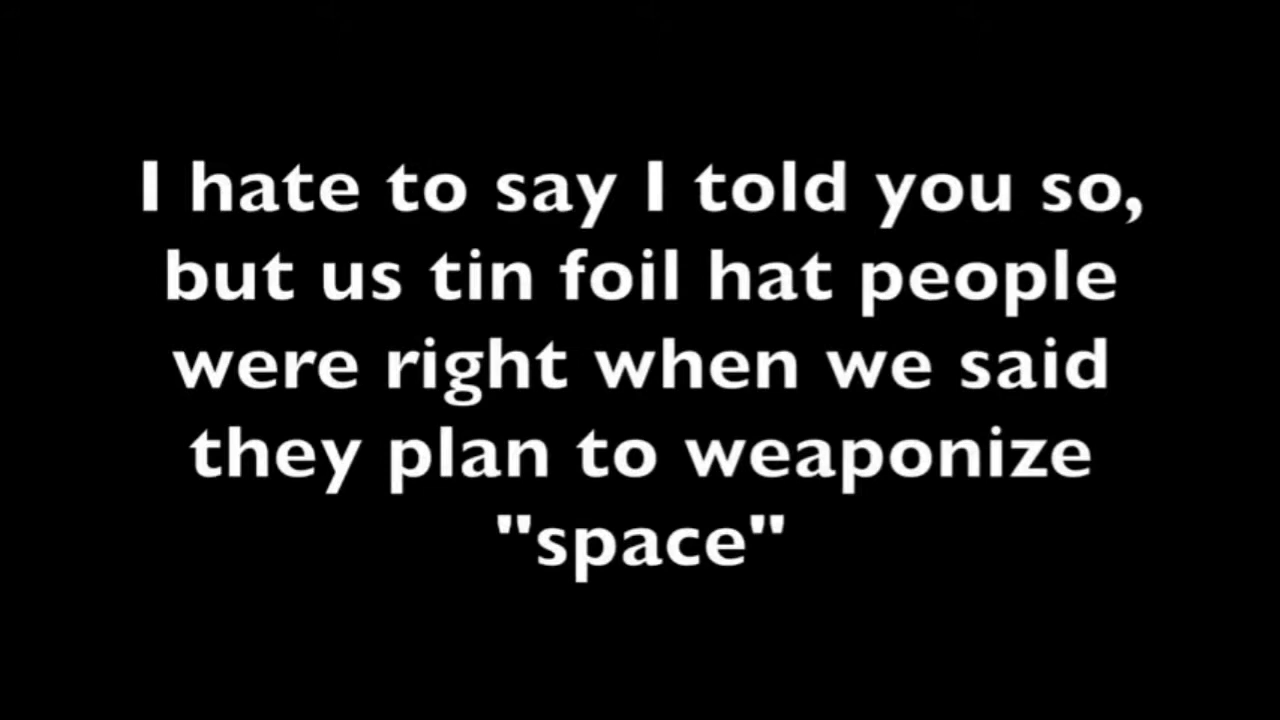 I hate to say I told you so,
but us tin foil hat people
were right when we said
they plan to weaponize
"space"